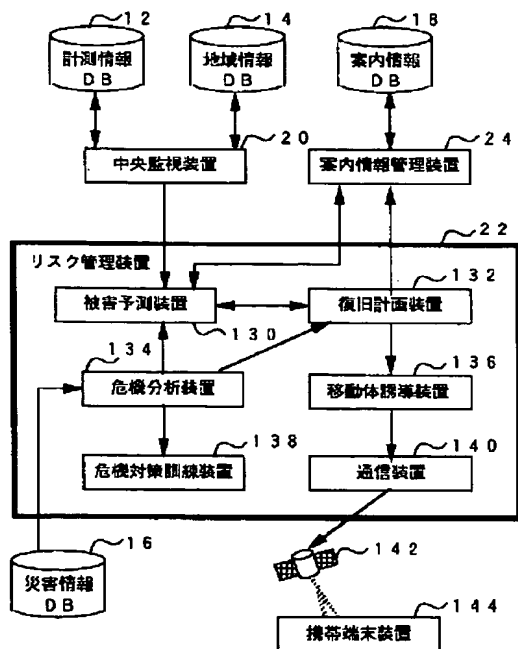 12
14
18
計測情報
DB
地域情報
DB
案内情報
DB
20
24
中央監視装置
案内情報管理装置
22
リスク管理装置
132
被害予測装置
復旧計画装置
130
134
136
危機分析装置
移動体誘導装置
138
140
危機対策訓練装置
通信装置
16
142
災害情報
DB
144
携帯端末装置